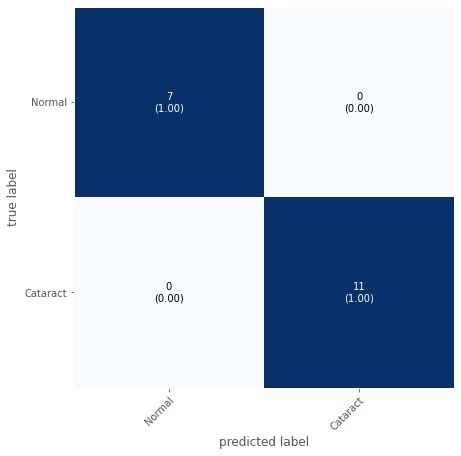 true label
Normal
7
(1.00)
0
(0.00)
Cataract
0
(0.00)
11
(1.00)
Normal
Cataract
predicted label